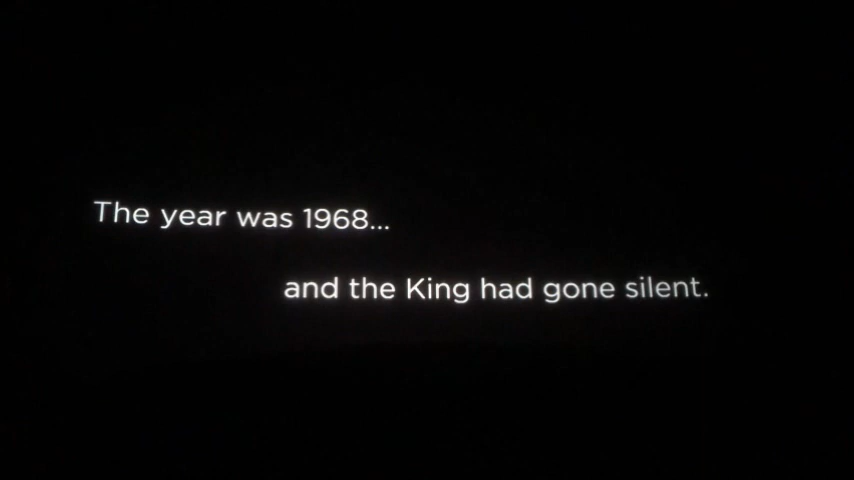 The year was 1968...
and the King had gone silent.